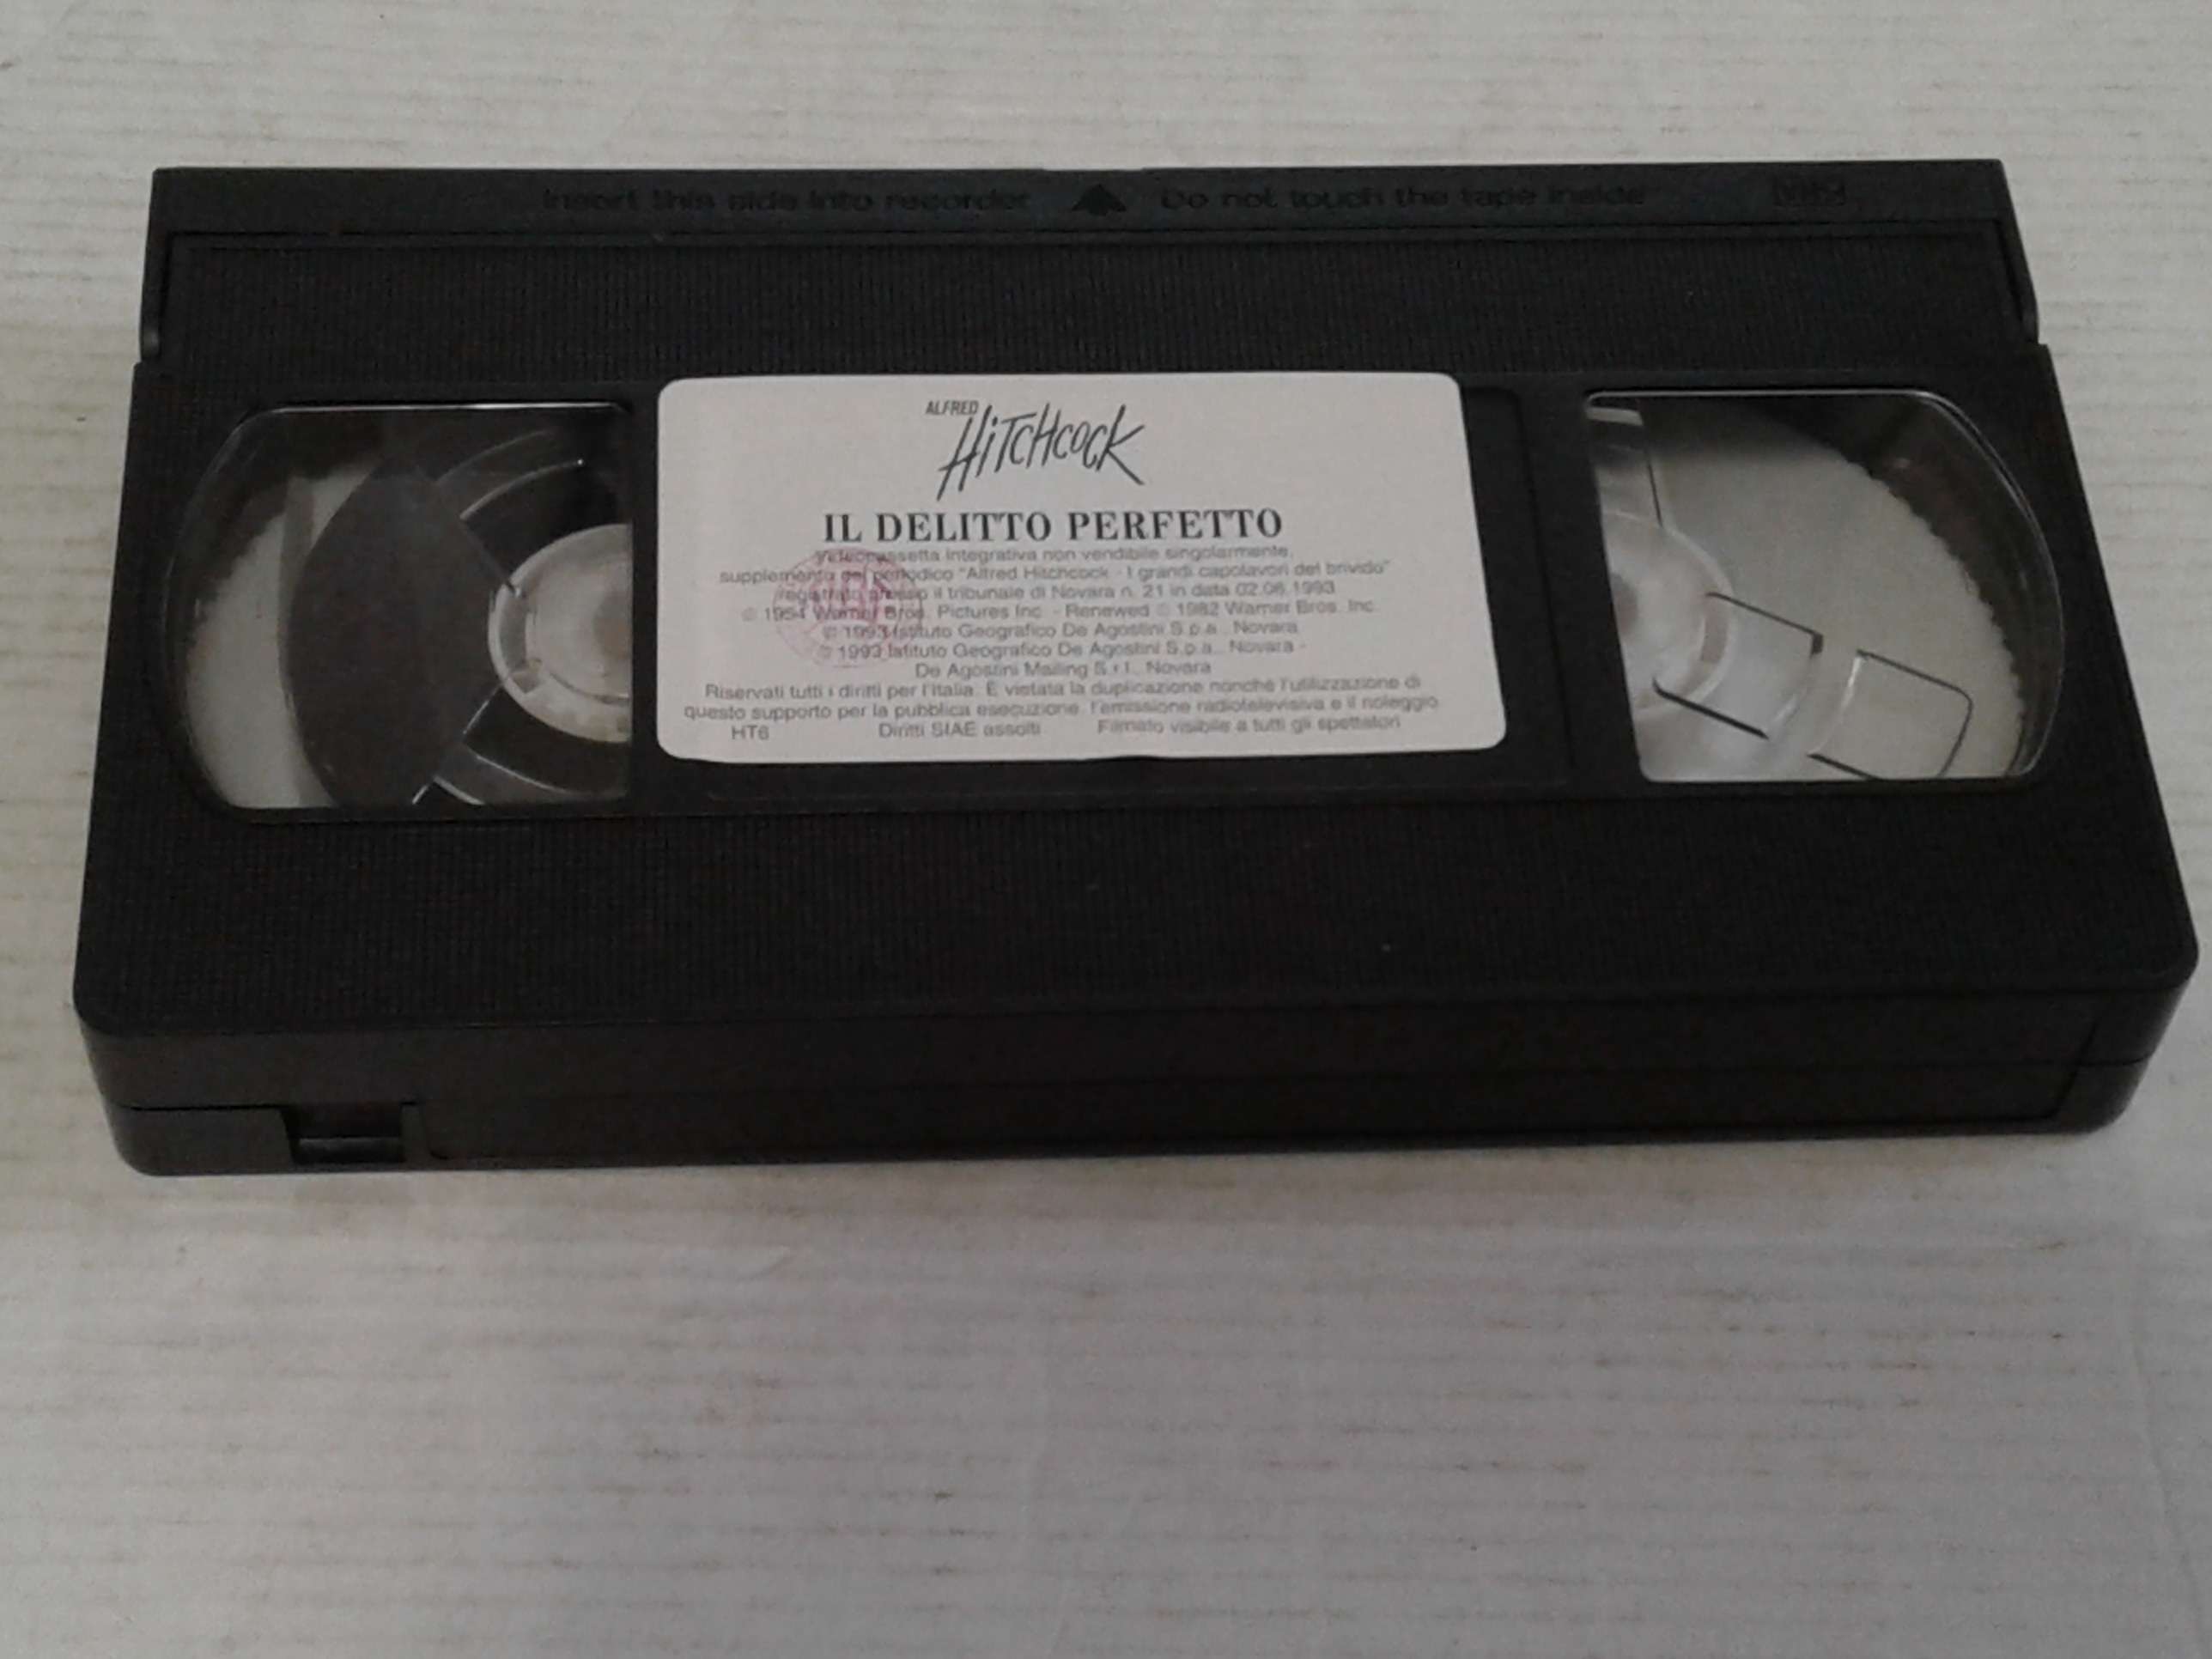 Insert this side into recorder Do not touch the tape inside VHS
ALFRED
HITCHCOCK
IL DELITTO PERFETTO
Videocassetta integrativa non vendibile singolarmente,
supplemento del periodico "Alfred Hitchcock - I grandi capolavori del brivido"
registrato presso il tribunale di Novara n. 21 in data 02.06.1993
© 1954 Warner Bros. Pictures Inc. - Renewed © 1982 Warner Bros. Inc.
© 1993 Istituto Geografico De Agostini S.p.A., Novara
© 1993 Istituto Geografico De Agostini S.p.A., Novara -
De Agostini Mailing S.r.l., Novara
Riservati tutti i diritti per l'Italia. È vietata la duplicazione nonché l'utilizzazione di
questo supporto per la pubblica esecuzione, l'emissione radiotelevisiva e il noleggio
HT6 Diritti SIAE assolti Filmato visibile a tutti gli spettatori